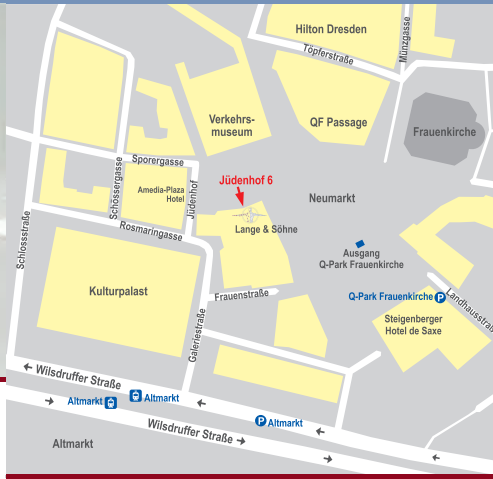 Hilton Dresden
Töpferstraße
Münzgasse
Verkehrs-
museum
QF Passage
Frauenkirche
Sporergasse
Schössergasse
Amedia-Plaza
Hotel
Jüdenhof
Jüdenhof 6
Neumarkt
Schlossstraße
Rosmaringasse
Lange & Söhne
Ausgang
Q-Park Frauenkirche
Kulturpalast
Frauenstraße
Q-Park Frauenkirche P
Landhausstraß
Galeriestraße
Steigenberger
Hotel de Saxe
Wilsdruffer Straße
Altmarkt
Altmarkt
P Altmarkt
Wilsdruffer Straße
Altmarkt